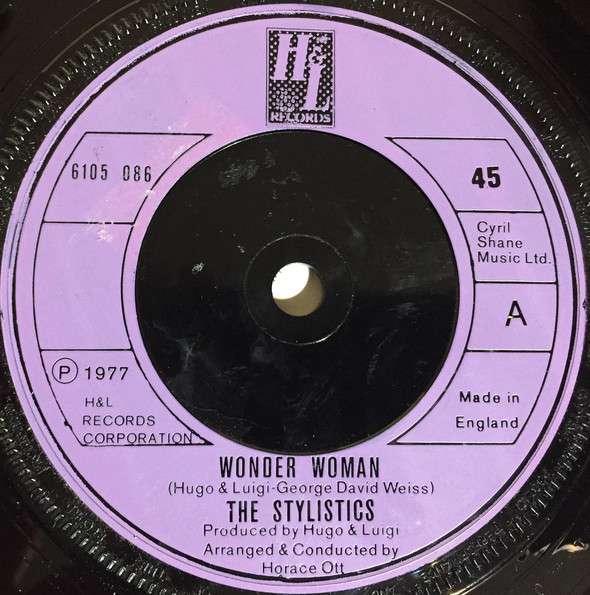 H&L
RECORDS
6105 086
45
Cyril
Shane
Music Ltd.
A
Ⓟ 1977
H&L
RECORDS
CORPORATION
Made in
England
WONDER WOMAN
(Hugo & Luigi-George David Weiss)
THE STYLISTICS
Produced by Hugo & Luigi
Arranged & Conducted by
Horace Ott